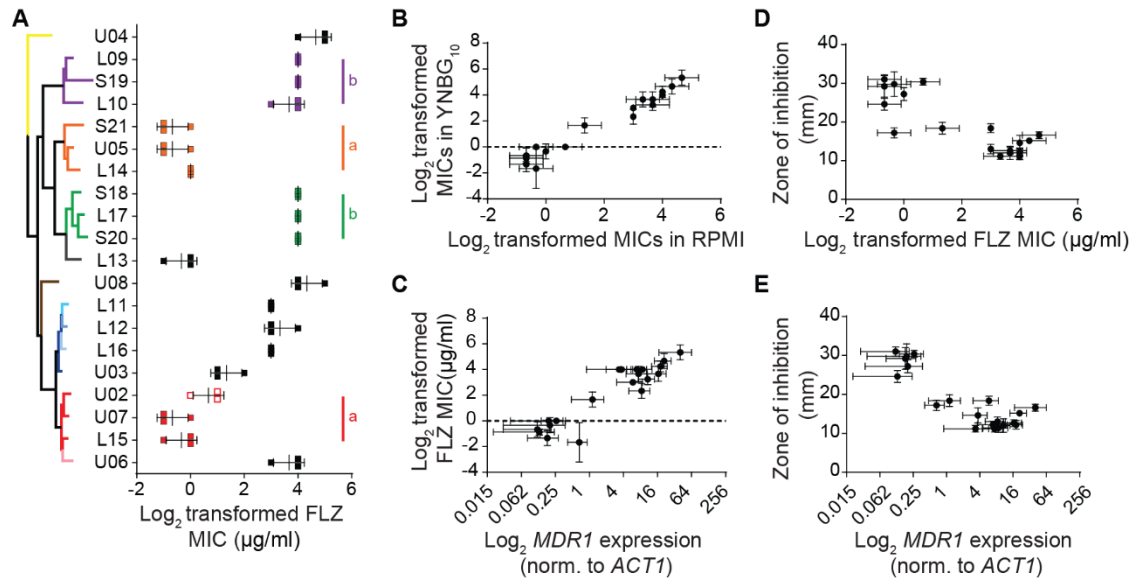 A
U04
L09
S19
L10
b
S21
U05
L14
a
S18
L17
S20
b
L13
U08
L11
L12
L16
U03
U02
U07
L15
a
U06
-2 0 2 4 6
Log2 transformed FLZ
MIC (µg/ml)
B
Log2 transformed
MICs in YNBG10
8
6
4
2
0
-2
-4
-2 0 2 4 6
Log2 transformed MICs in RPMI
C
Log2 transformed
FLZ MIC(µg/ml)
8
6
4
2
0
-2
-4
0.015 0.062 0.25 1 4 16 64 256
Log2 MDR1 expression
(norm. to ACT1)
D
Zone of inhibition
(mm)
40
30
20
10
0
-2 0 2 4 6
Log2 transformed FLZ MIC (µg/ml)
E
Zone of inhibition
(mm)
40
30
20
10
0
0.015 0.062 0.25 1 4 16 64 256
Log2 MDR1 expression
(norm. to ACT1)